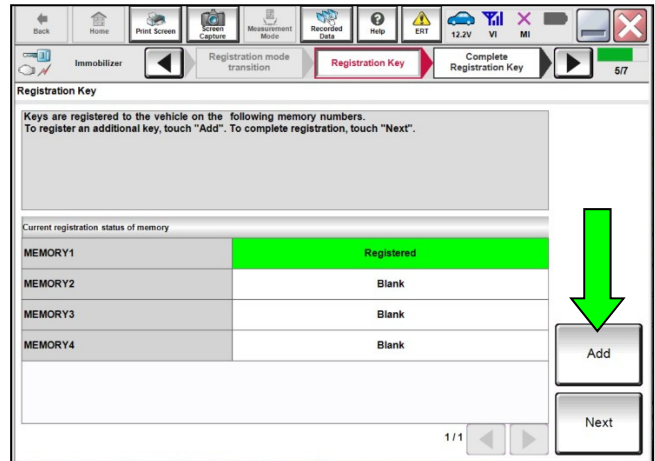 Back
Home
Print Screen
Screen
Capture
Measurement
Mode
Recorded
Data
Help
ERT
12.2V
VI
MI
Immobilizer
Registration mode
transition
Registration Key
Complete
Registration Key
5/7
Registration Key
Keys are registered to the vehicle on the following memory numbers.
To register an additional key, touch "Add". To complete registration, touch "Next".
Current registration status of memory
MEMORY1 Registered
MEMORY2 Blank
MEMORY3 Blank
MEMORY4 Blank
Add
Next
1/1